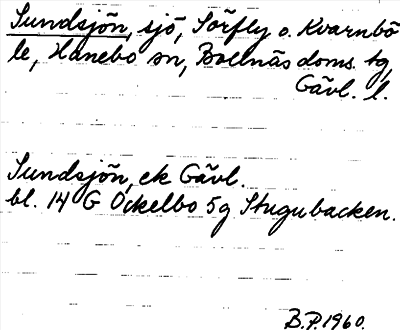 Sundsjön, sjö, Sörfly o. Kvarnbö
le, Hanebo sn, Bollnäs doms. tg,
Gävl. l.
Sundsjön, ek Gävl.
bl. 14 G Ockelbo 5g Stugubacken.
B.P. 1960.